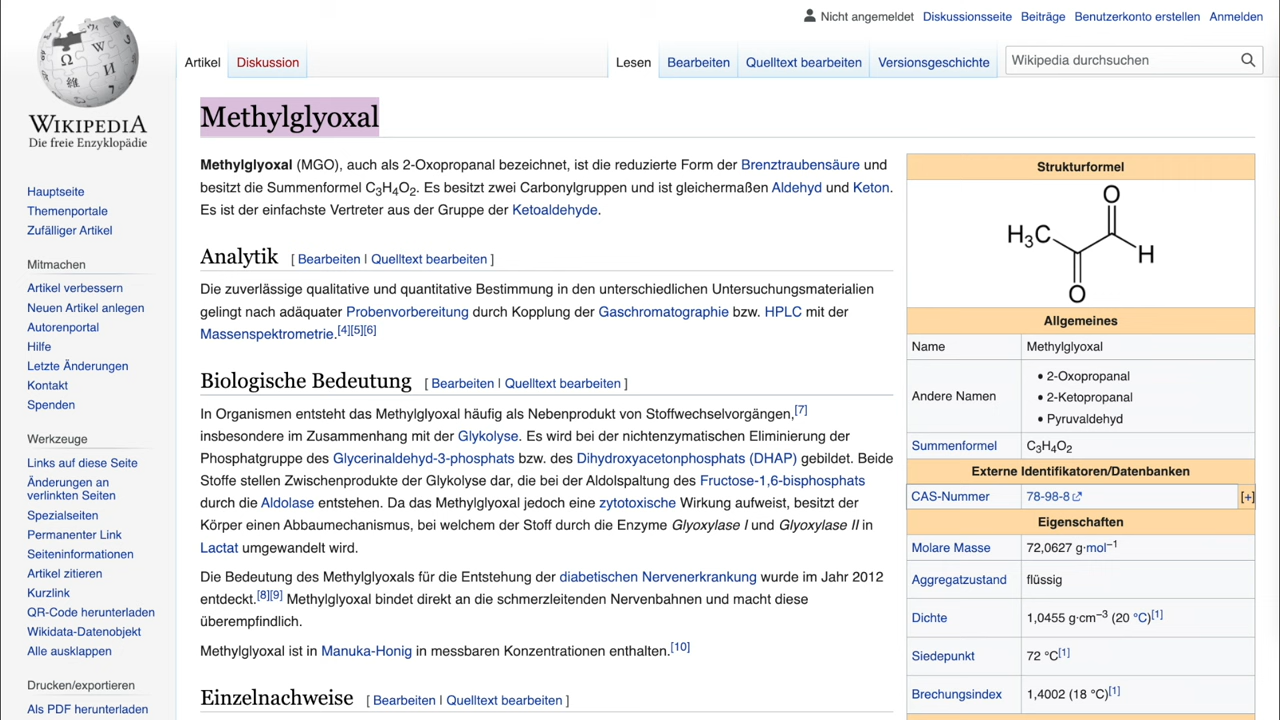 Nicht angemeldet Diskussionsseite Beiträge Benutzerkonto erstellen Anmelden
WIKIPEDIA
Die freie Enzyklopädie
Artikel Diskussion Lesen Bearbeiten Quelltext bearbeiten Versionsgeschichte Wikipedia durchsuchen
Hauptseite
Themenportale
Zufälliger Artikel
Mitmachen
Artikel verbessern
Neuen Artikel anlegen
Autorenportal
Hilfe
Letzte Änderungen
Kontakt
Spenden
Werkzeuge
Links auf diese Seite
Änderungen an
verlinkten Seiten
Spezialseiten
Permanenter Link
Seiteninformationen
Artikel zitieren
Kurzlink
QR-Code herunterladen
Wikidata-Datenobjekt
Alle ausklappen
Drucken/exportieren
Als PDF herunterladen
Methylglyoxal
Methylglyoxal (MGO), auch als 2-Oxopropanal bezeichnet, ist die reduzierte Form der Brenztraubensäure und
besitzt die Summenformel C₃H₄O₂. Es besitzt zwei Carbonylgruppen und ist gleichermaßen Aldehyd und Keton.
Es ist der einfachste Vertreter aus der Gruppe der Ketoaldehyde.
Analytik [ Bearbeiten | Quelltext bearbeiten ]
Die zuverlässige qualitative und quantitative Bestimmung in den unterschiedlichen Untersuchungsmaterialien
gelingt nach adäquater Probenvorbereitung durch Kopplung der Gaschromatographie bzw. HPLC mit der
Massenspektrometrie.[4][5][6]
Biologische Bedeutung [ Bearbeiten | Quelltext bearbeiten ]
In Organismen entsteht das Methylglyoxal häufig als Nebenprodukt von Stoffwechselvorgängen,[7]
insbesondere im Zusammenhang mit der Glykolyse. Es wird bei der nichtenzymatischen Eliminierung der
Phosphatgruppe des Glycerinaldehyd-3-phosphats bzw. des Dihydroxyacetonphosphats (DHAP) gebildet. Beide
Stoffe stellen Zwischenprodukte der Glykolyse dar, die bei der Aldolspaltung des Fructose-1,6-bisphosphats
durch die Aldolase entstehen. Da das Methylglyoxal jedoch eine zytotoxische Wirkung aufweist, besitzt der
Körper einen Abbaumechanismus, bei welchem der Stoff durch die Enzyme Glyoxylase I und Glyoxylase II in
Lactat umgewandelt wird.
Die Bedeutung des Methylglyoxals für die Entstehung der diabetischen Nervenerkrankung wurde im Jahr 2012
entdeckt.[8][9] Methylglyoxal bindet direkt an die schmerzleitenden Nervenbahnen und macht diese
überempfindlich.
Methylglyoxal ist in Manuka-Honig in messbaren Konzentrationen enthalten.[10]
Einzelnachweise [ Bearbeiten | Quelltext bearbeiten ]
Strukturformel
O
H₃C
H
O
Allgemeines
Name Methylglyoxal
Andere Namen
• 2-Oxopropanal
• 2-Ketopropanal
• Pyruvaldehyd
Summenformel C₃H₄O₂
Externe Identifikatoren/Datenbanken
CAS-Nummer 78-98-8 [+]
Eigenschaften
Molare Masse 72,0627 g·mol⁻¹
Aggregatzustand flüssig
Dichte 1,0455 g·cm⁻³ (20 °C)[1]
Siedepunkt 72 °C[1]
Brechungsindex 1,4002 (18 °C)[1]